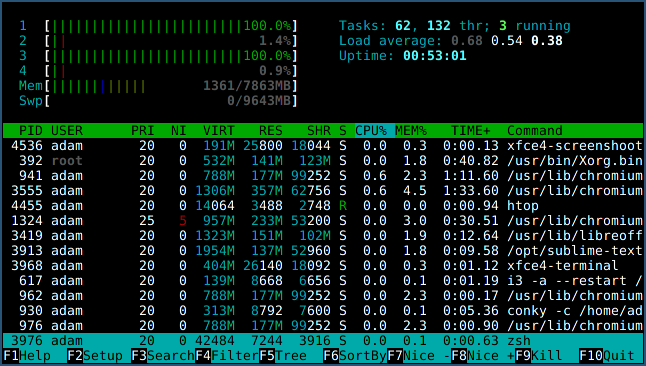 1 [||||||||||||||||||||||||100.0%] Tasks: 62, 132 thr; 3 running
2 [|| 1.4%] Load average: 0.68 0.54 0.38
3 [||||||||||||||||||||||||100.0%] Uptime: 00:53:01
4 [|| 0.9%]
Mem[|||||||||||| 1361/7863MB]
Swp[ 0/9643MB]
PID USER PRI NI VIRT RES SHR S CPU% MEM% TIME+ Command
4536 adam 20 0 191M 25800 18044 S 0.0 0.3 0:00.13 xfce4-screenshoot
392 root 20 0 532M 141M 123M S 0.0 1.8 0:40.82 /usr/bin/Xorg.bin
941 adam 20 0 788M 177M 99252 S 0.6 2.3 1:11.60 /usr/lib/chromium
3555 adam 20 0 1306M 357M 62756 S 0.6 4.5 1:33.60 /usr/lib/chromium
4455 adam 20 0 14064 3488 2748 R 0.0 0.0 0:00.94 htop
1324 adam 25 5 957M 233M 53200 S 0.0 3.0 0:30.51 /usr/lib/chromium
3419 adam 20 0 1323M 151M 102M S 0.0 1.9 0:12.64 /usr/lib/libreoff
3913 adam 20 0 1954M 137M 52960 S 0.0 1.8 0:09.58 /opt/sublime-text
3968 adam 20 0 404M 26140 18092 S 0.0 0.3 0:01.12 xfce4-terminal
617 adam 20 0 139M 8668 6656 S 0.0 0.1 0:01.19 i3 -a --restart /
962 adam 20 0 788M 177M 99252 S 0.0 2.3 0:00.17 /usr/lib/chromium
930 adam 20 0 313M 8792 7600 S 0.0 0.1 0:05.36 conky -c /home/ad
976 adam 20 0 788M 177M 99252 S 0.0 2.3 0:00.90 /usr/lib/chromium
3976 adam 20 0 42484 7244 3916 S 0.0 0.1 0:00.63 zsh
F1Help F2Setup F3SearchF4FilterF5Tree F6SortByF7Nice -F8Nice +F9Kill F10Quit